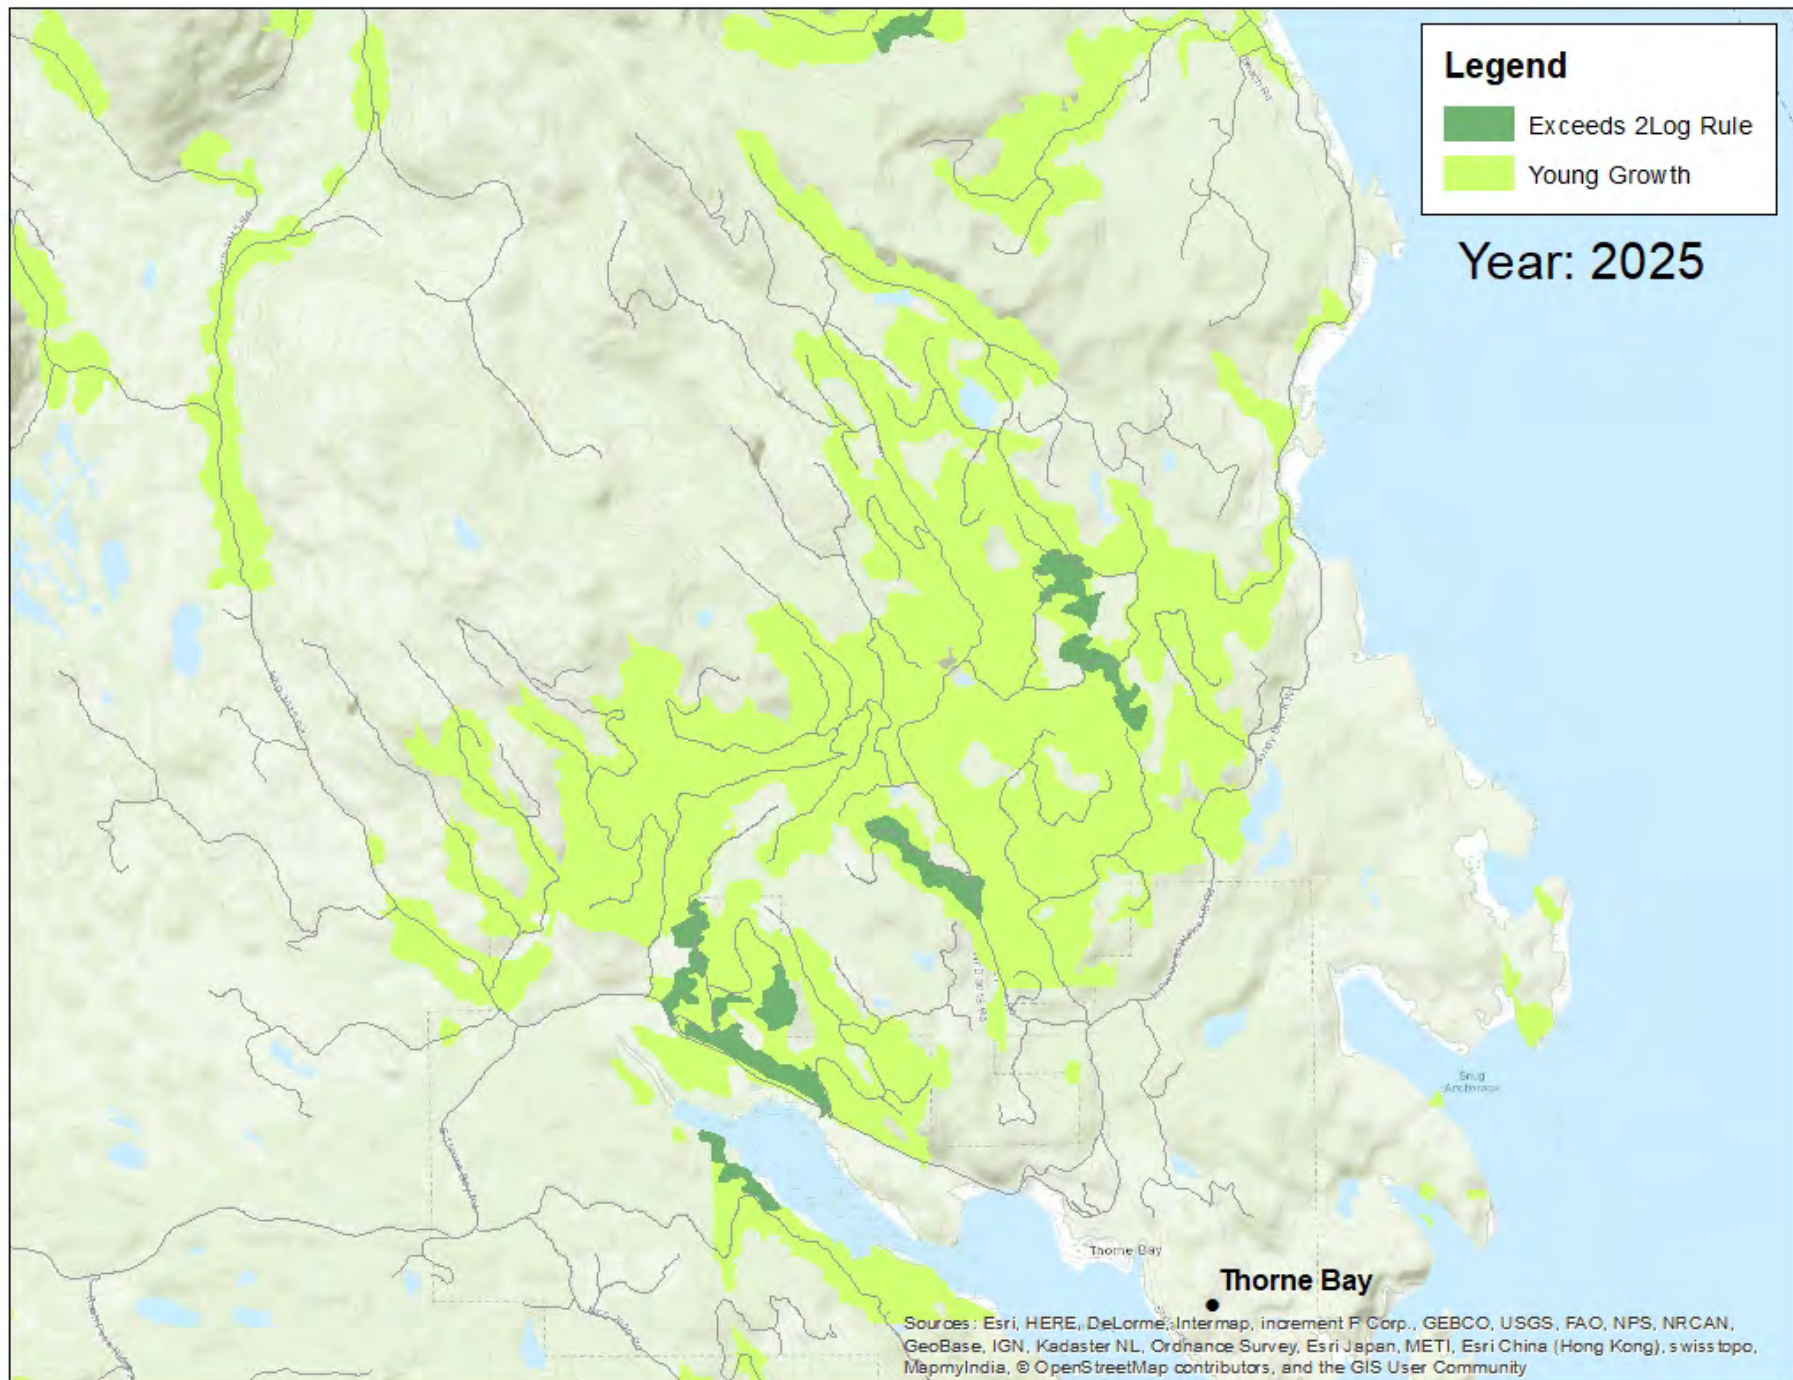 Legend
Exceeds 2Log Rule
Young Growth
Year: 2025
Snug
Anchorage
Thorne Bay
Thorne Bay
Sources: Esri, HERE, DeLorme, Intermap, increment P Corp., GEBCO, USGS, FAO, NPS, NRCAN,
GeoBase, IGN, Kadaster NL, Ordnance Survey, Esri Japan, METI, Esri China (Hong Kong), swisstopo,
MapmyIndia, © OpenStreetMap contributors, and the GIS User Community